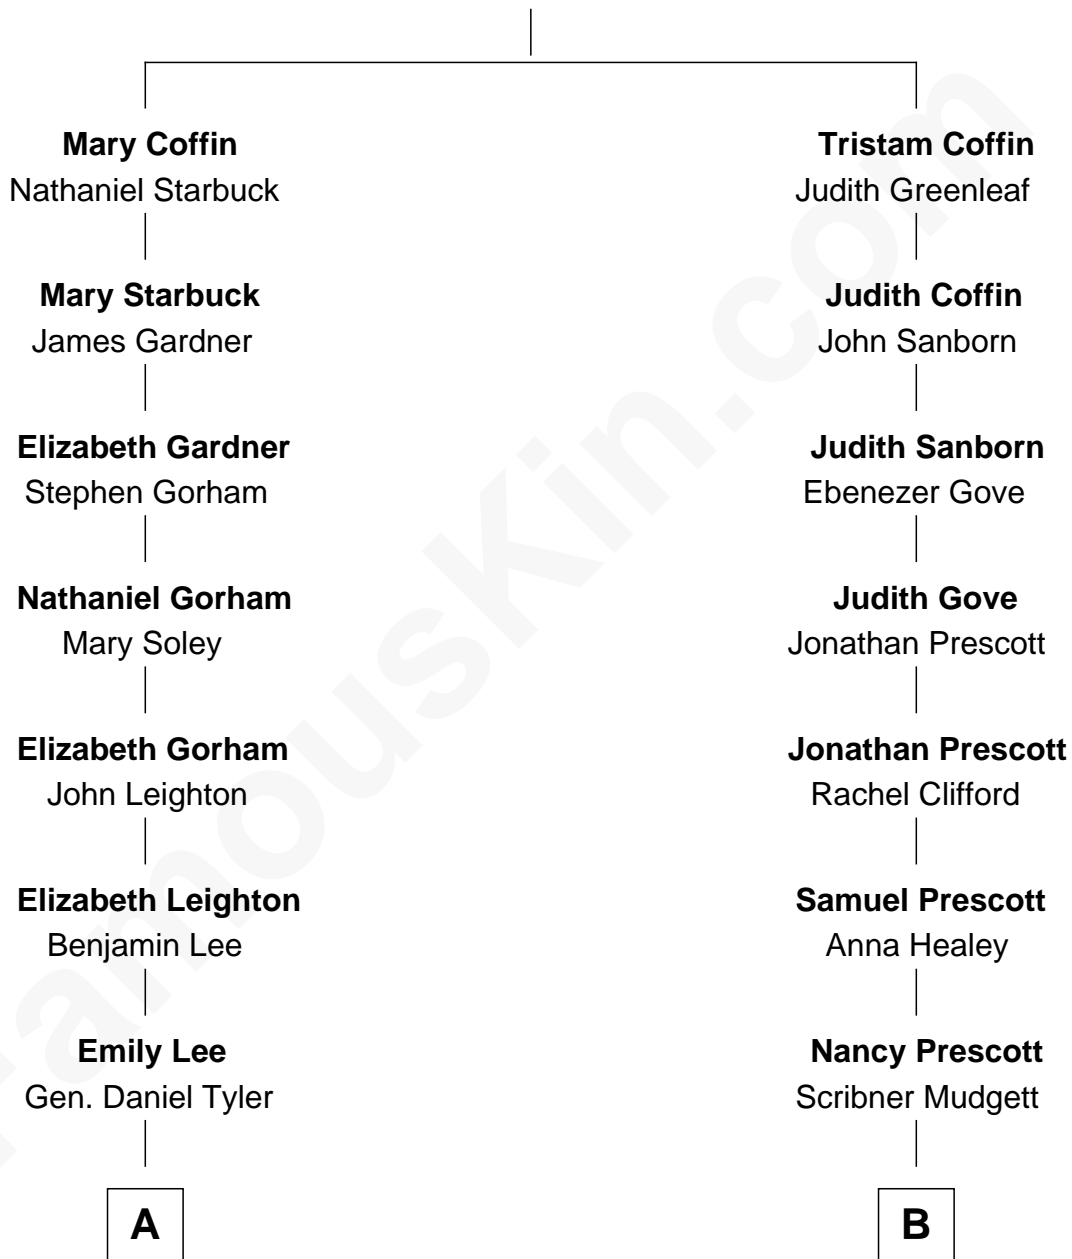 Mary Coffin
Nathaniel Starbuck
Mary Starbuck
James Gardner
Elizabeth Gardner
Stephen Gorham
Nathaniel Gorham
Mary Soley
Elizabeth Gorham
John Leighton
Elizabeth Leighton
Benjamin Lee
Emily Lee
Gen. Daniel Tyler
A
Tristam Coffin
Judith Greenleaf
Judith Coffin
John Sanborn
Judith Sanborn
Ebenezer Gove
Judith Gove
Jonathan Prescott
Jonathan Prescott
Rachel Clifford
Samuel Prescott
Anna Healey
Nancy Prescott
Scribner Mudgett
B
FamousKin.com